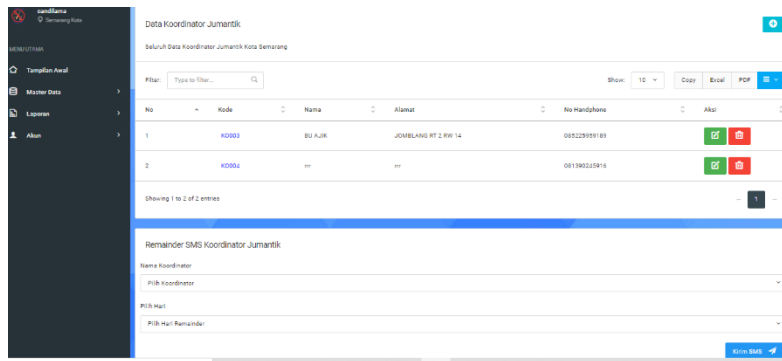 candilama
Semarang Kota
MENU UTAMA
Tampilan Awal
Master Data
Laporan
Akun
Data Koordinator Jumantik
Seluruh Data Koordinator Jumantik Kota Semarang
Filter: Type to filter... Show: 10 Copy Excel PDF
No Kode Nama Alamat No Handphone Aksi
1 KO003 BU AJIK JOMBLANG RT 2 RW 14 085225959189
2 KO004 rrr rrr 081390245916
Showing 1 to 2 of 2 entries
1
Remainder SMS Koordinator Jumantik
Nama Koordinator
Pilih Koordinator
Pilih Hari
Pilih Hari Remainder
Kirim SMS